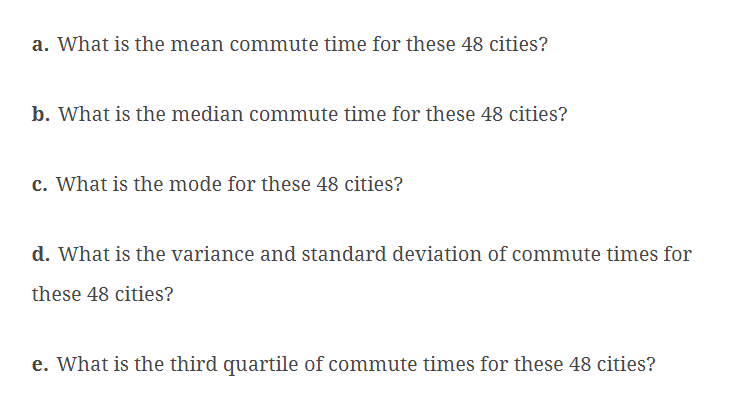 a. What is the mean commute time for these 48 cities?
b. What is the median commute time for these 48 cities?
c. What is the mode for these 48 cities?
d. What is the variance and standard deviation of commute times for
these 48 cities?
e. What is the third quartile of commute times for these 48 cities?